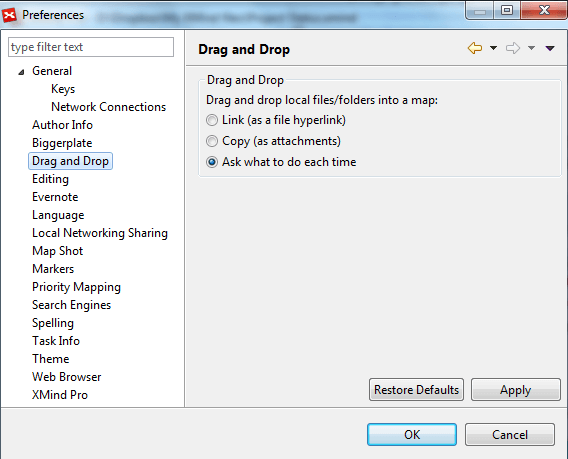 Preferences
type filter text
General
Keys
Network Connections
Author Info
Biggerplate
Drag and Drop
Editing
Evernote
Language
Local Networking Sharing
Map Shot
Markers
Priority Mapping
Search Engines
Spelling
Task Info
Theme
Web Browser
XMind Pro
Drag and Drop
Drag and Drop
Drag and drop local files/folders into a map:
Link (as a file hyperlink)
Copy (as attachments)
Ask what to do each time
Restore Defaults
Apply
OK
Cancel